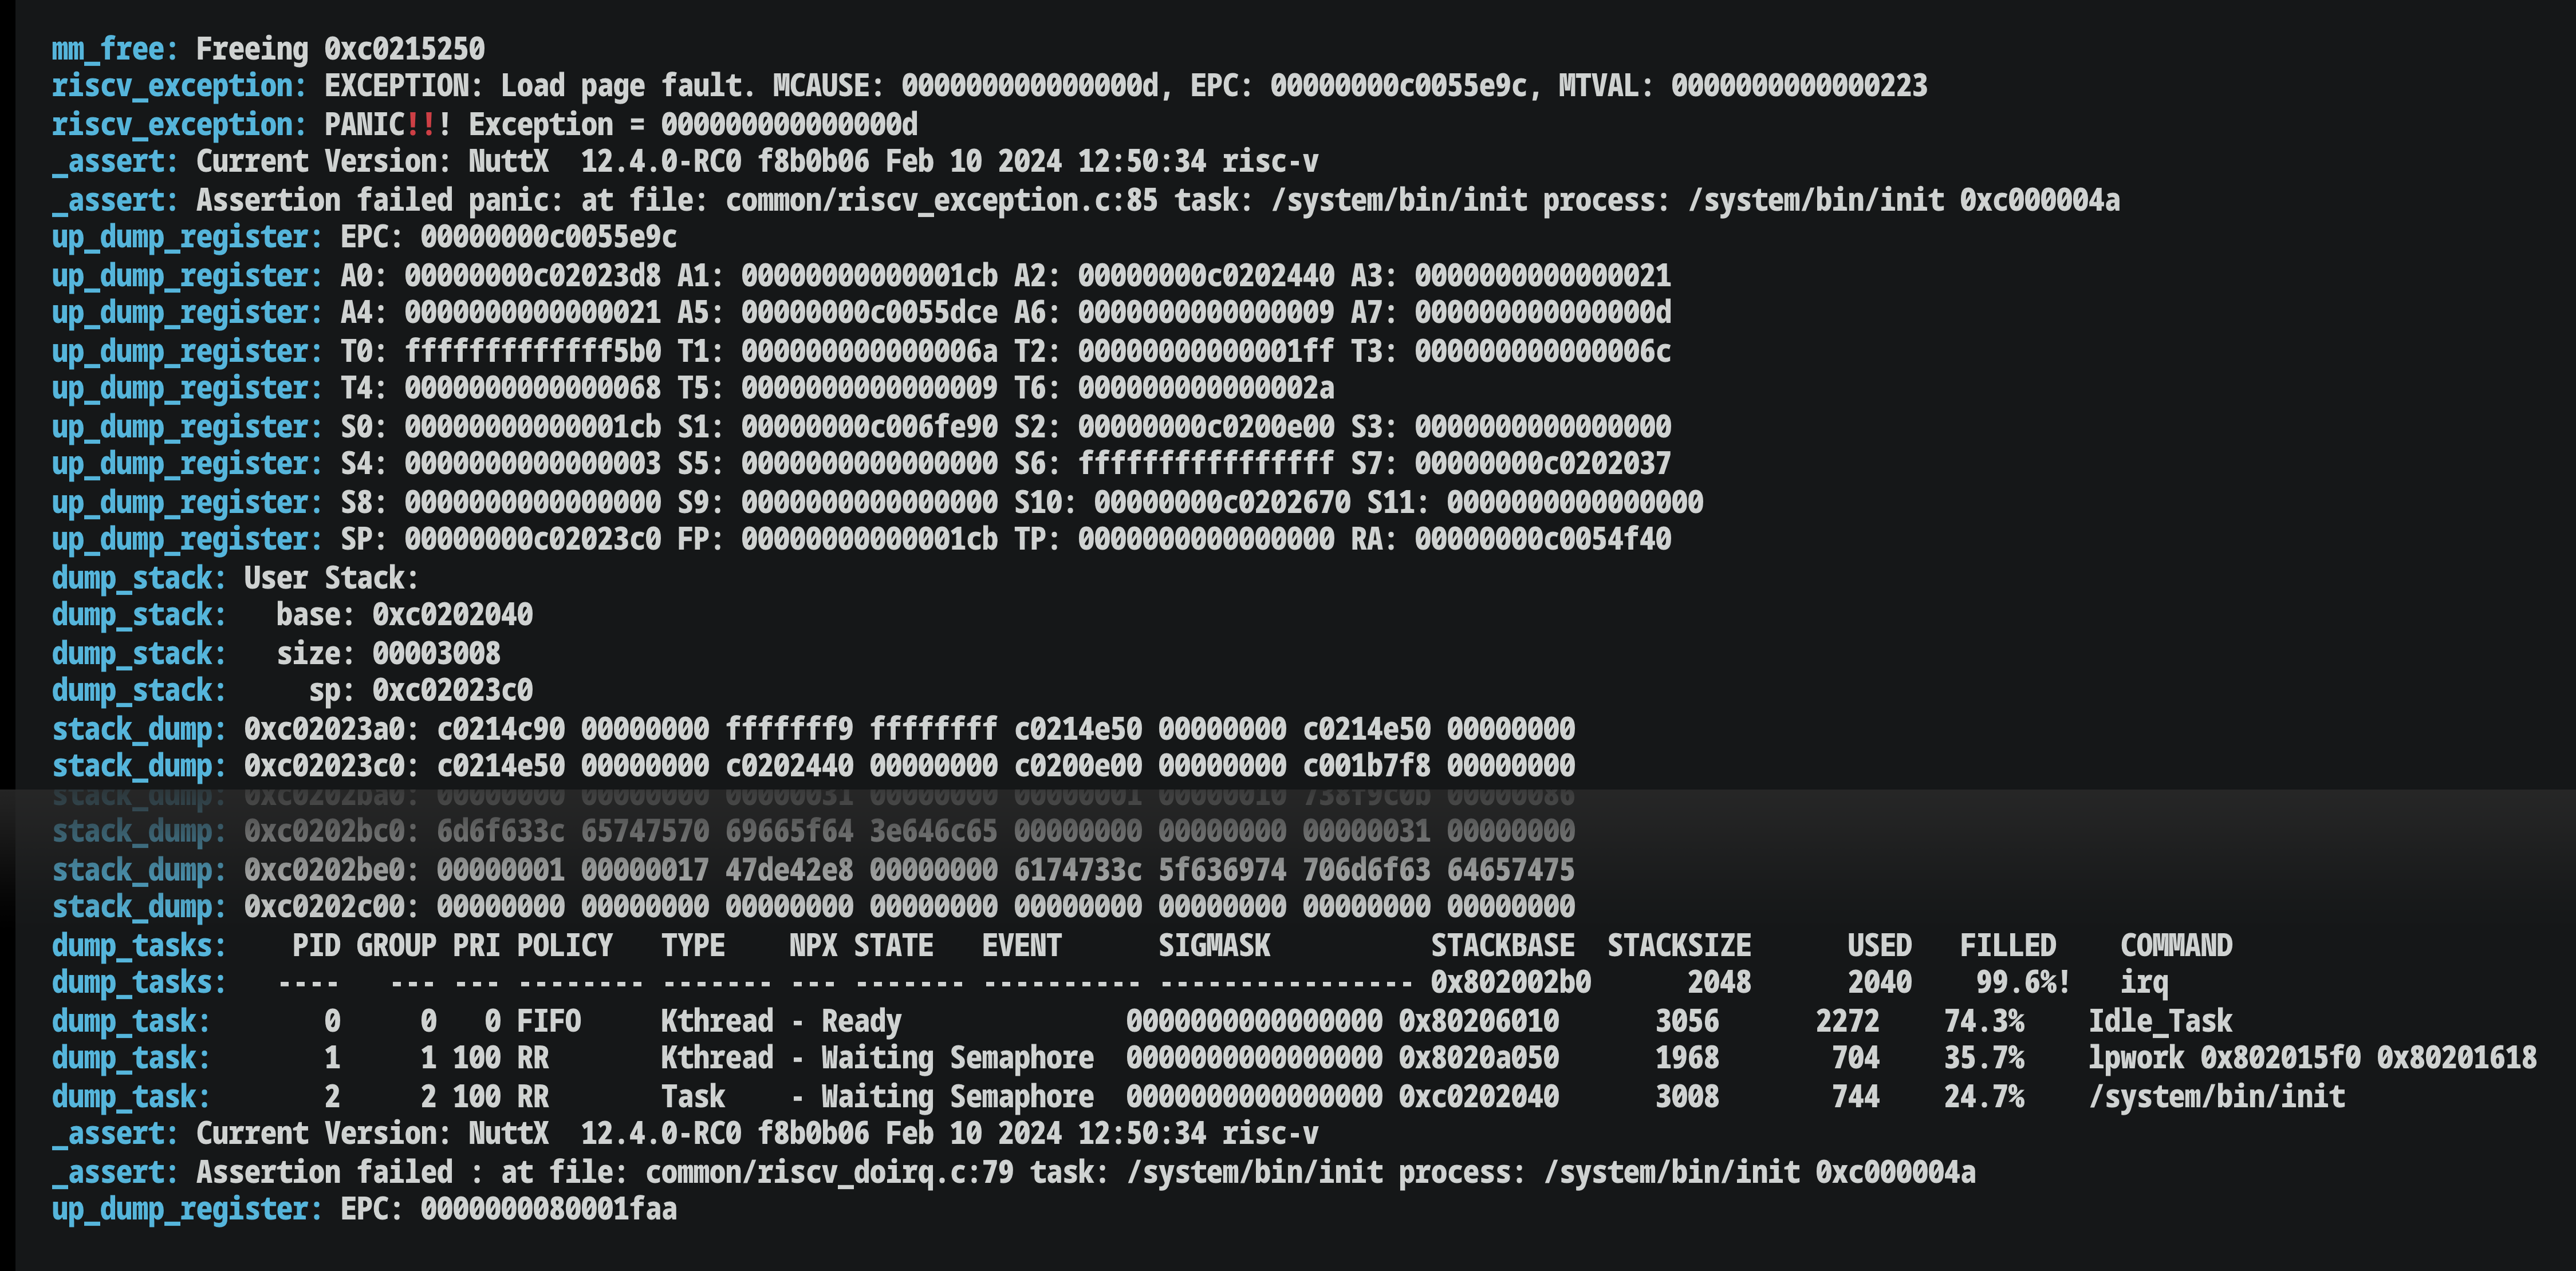 mm_free: Freeing 0xc0215250
riscv_exception: EXCEPTION: Load page fault. MCAUSE: 000000000000000d, EPC: 00000000c0055e9c, MTVAL: 0000000000000223
riscv_exception: PANIC!!! Exception = 000000000000000d
_assert: Current Version: NuttX  12.4.0-RC0 f8b0b06 Feb 10 2024 12:50:34 risc-v
_assert: Assertion failed panic: at file: common/riscv_exception.c:85 task: /system/bin/init process: /system/bin/init 0xc000004a
up_dump_register: EPC: 00000000c0055e9c
up_dump_register: A0: 00000000c02023d8 A1: 00000000000001cb A2: 00000000c0202440 A3: 0000000000000021
up_dump_register: A4: 0000000000000021 A5: 00000000c0055dce A6: 0000000000000009 A7: 000000000000000d
up_dump_register: T0: fffffffffffff5b0 T1: 000000000000006a T2: 00000000000001ff T3: 000000000000006c
up_dump_register: T4: 0000000000000068 T5: 0000000000000009 T6: 000000000000002a
up_dump_register: S0: 00000000000001cb S1: 00000000c006fe90 S2: 00000000c0200e00 S3: 0000000000000000
up_dump_register: S4: 0000000000000003 S5: 0000000000000000 S6: ffffffffffffffff S7: 00000000c0202037
up_dump_register: S8: 0000000000000000 S9: 0000000000000000 S10: 00000000c0202670 S11: 0000000000000000
up_dump_register: SP: 00000000c02023c0 FP: 00000000000001cb TP: 0000000000000000 RA: 00000000c0054f40
dump_stack: User Stack:
dump_stack:   base: 0xc0202040
dump_stack:   size: 00003008
dump_stack:     sp: 0xc02023c0
stack_dump: 0xc02023a0: c0214c90 00000000 fffffff9 ffffffff c0214e50 00000000 c0214e50 00000000
stack_dump: 0xc02023c0: c0214e50 00000000 c0202440 00000000 c0200e00 00000000 c001b7f8 00000000
stack_dump: 0xc0202ba0: 00000000 00000000 00000031 00000000 00000001 00000010 738f9c0b 00000086
stack_dump: 0xc0202bc0: 6d6f633c 65747570 69665f64 3e646c65 00000000 00000000 00000031 00000000
stack_dump: 0xc0202be0: 00000001 00000017 47de42e8 00000000 6174733c 5f636974 706d6f63 64657475
stack_dump: 0xc0202c00: 00000000 00000000 00000000 00000000 00000000 00000000 00000000 00000000
dump_tasks:    PID GROUP PRI POLICY   TYPE    NPX STATE   EVENT      SIGMASK          STACKBASE  STACKSIZE      USED   FILLED    COMMAND
dump_tasks:   ----   --- --- -------- ------- --- ------- ---------- ---------------- 0x802002b0      2048      2040    99.6%!   irq
dump_task:       0     0   0 FIFO     Kthread - Ready              0000000000000000 0x80206010      3056      2272    74.3%    Idle_Task
dump_task:       1     1 100 RR       Kthread - Waiting Semaphore  0000000000000000 0x8020a050      1968       704    35.7%    lpwork 0x802015f0 0x80201618
dump_task:       2     2 100 RR       Task    - Waiting Semaphore  0000000000000000 0xc0202040      3008       744    24.7%    /system/bin/init
_assert: Current Version: NuttX  12.4.0-RC0 f8b0b06 Feb 10 2024 12:50:34 risc-v
_assert: Assertion failed : at file: common/riscv_doirq.c:79 task: /system/bin/init process: /system/bin/init 0xc000004a
up_dump_register: EPC: 0000000080001faa